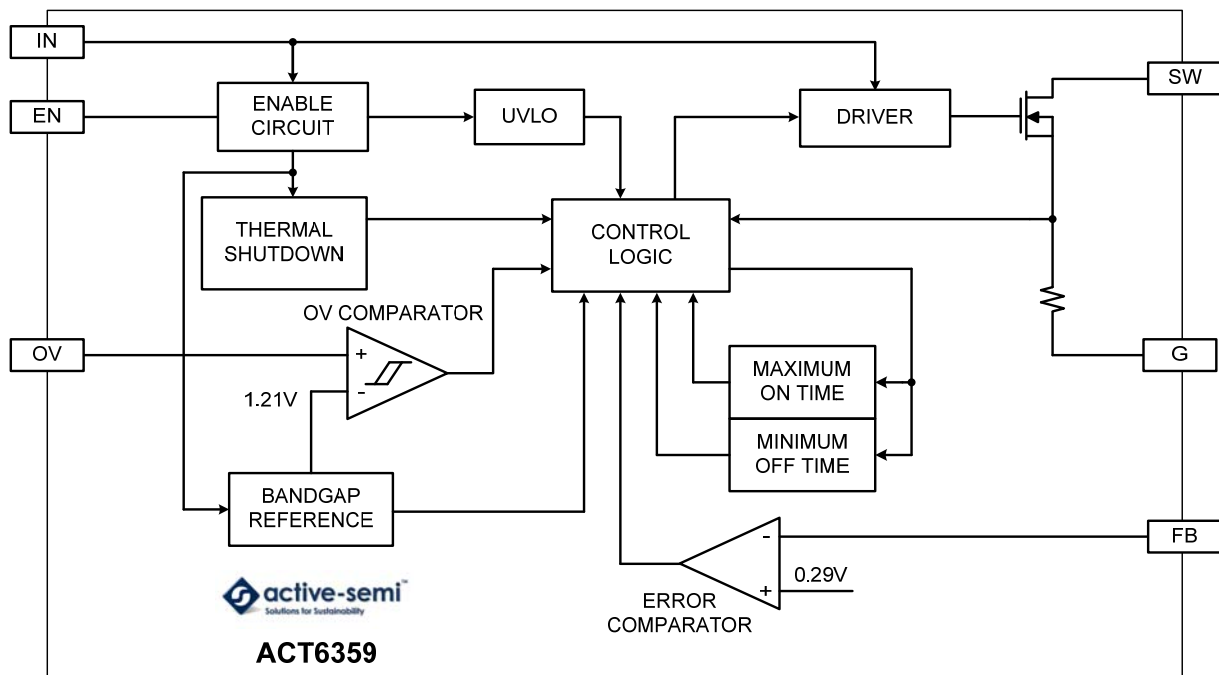 IN
SW
EN
ENABLE
CIRCUIT
UVLO
DRIVER
THERMAL
SHUTDOWN
CONTROL
LOGIC
OV COMPARATOR
OV
+
-
1.21V
G
MAXIMUM
ON TIME
MINIMUM
OFF TIME
BANDGAP
REFERENCE
FB
-
+
0.29V
ERROR
COMPARATOR
active-semi™
Solutions for Sustainability
ACT6359